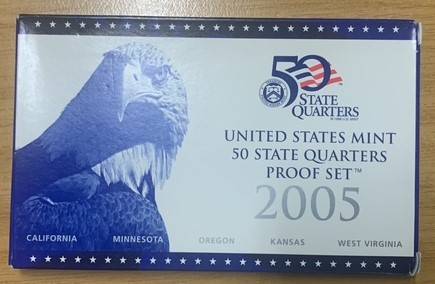 50
STATE
QUARTERS
UNITED STATES MINT
50 STATE QUARTERS
PROOF SET™
2005
CALIFORNIA MINNESOTA OREGON KANSAS WEST VIRGINIA